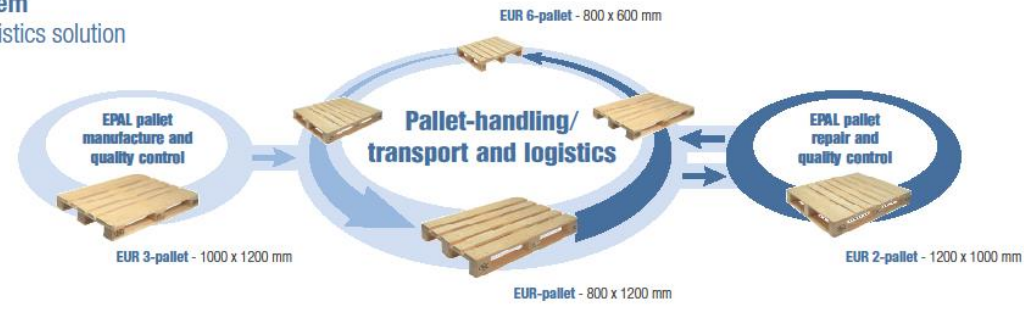 EUR 6-pallet - 800 x 600 mm
EPAL pallet
manufacture and
quality control
Pallet-handling/
transport and logistics
EPAL pallet
repair and
quality control
EUR 3-pallet - 1000 x 1200 mm
EUR 2-pallet - 1200 x 1000 mm
EUR-pallet - 800 x 1200 mm
solution